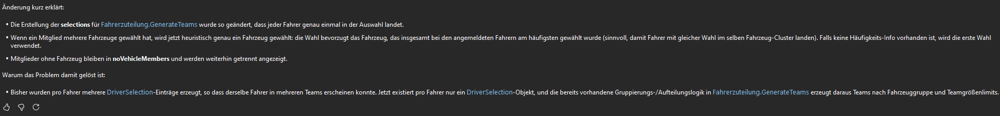 Änderung kurz erklärt:
• Die Erstellung der selections für Fahrerzuteilung.GenerateTeams wurde so geändert, dass jeder Fahrer genau einmal in der Auswahl landet.
• Wenn ein Mitglied mehrere Fahrzeuge gewählt hat, wird jetzt heuristisch genau ein Fahrzeug gewählt: die Wahl bevorzugt das Fahrzeug, das insgesamt bei den angemeldeten Fahrern am häufigsten gewählt wurde (sinnvoll, damit Fahrer mit gleicher Wahl im selben Fahrzeug-Cluster landen). Falls keine Häufigkeits-Info vorhanden ist, wird die erste Wahl
verwendet.
• Mitglieder ohne Fahrzeug bleiben in noVehicleMembers und werden weiterhin getrennt angezeigt.
Warum das Problem damit gelöst ist:
• Bisher wurden pro Fahrer mehrere DriverSelection-Einträge erzeugt, so dass derselbe Fahrer in mehreren Teams erscheinen konnte. Jetzt existiert pro Fahrer nur ein DriverSelection-Objekt, und die bereits vorhandene Gruppierungs-/Aufteilungslogik in Fahrerzuteilung.GenerateTeams erzeugt daraus Teams nach Fahrzeuggruppe und Teamgrößenlimits.